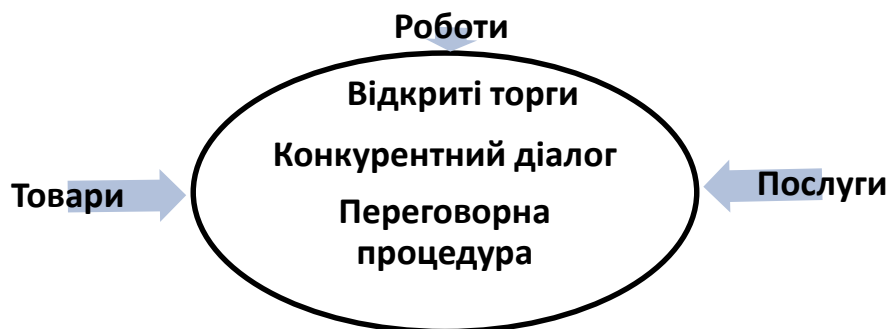 Роботи
Відкриті торги
Конкурентний діалог
Товари
Послуги
Переговорна
процедура